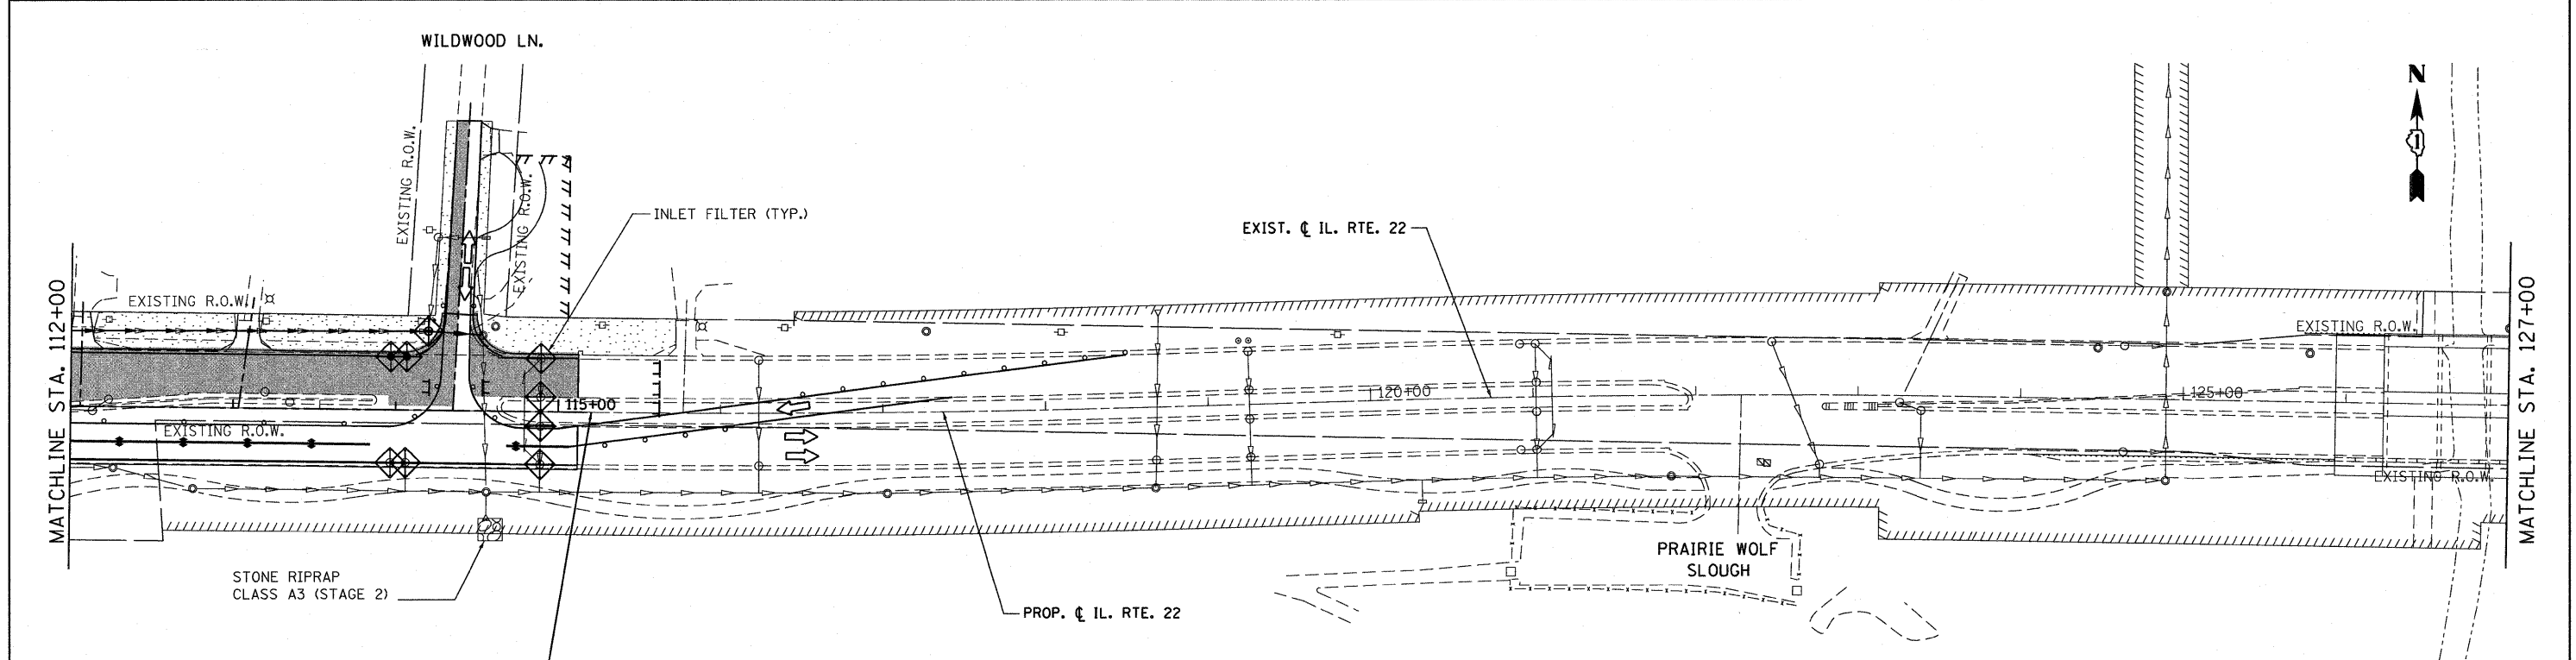 WILDWOOD LN.
N
EXISTING R.O.W.
EXISTING R.O.W.
INLET FILTER (TYP.)
EXIST. ℄ IL. RTE. 22
MATCHLINE STA. 112+00
EXISTING R.O.W.
MATCHLINE STA. 127+00
EXISTING R.O.W.
115+00
120+00
125+00
EXISTING R.O.W.
EXISTING R.O.W.
PRAIRIE WOLF
SLOUGH
STONE RIPRAP
CLASS A3 (STAGE 2)
PROP. ℄ IL. RTE. 22